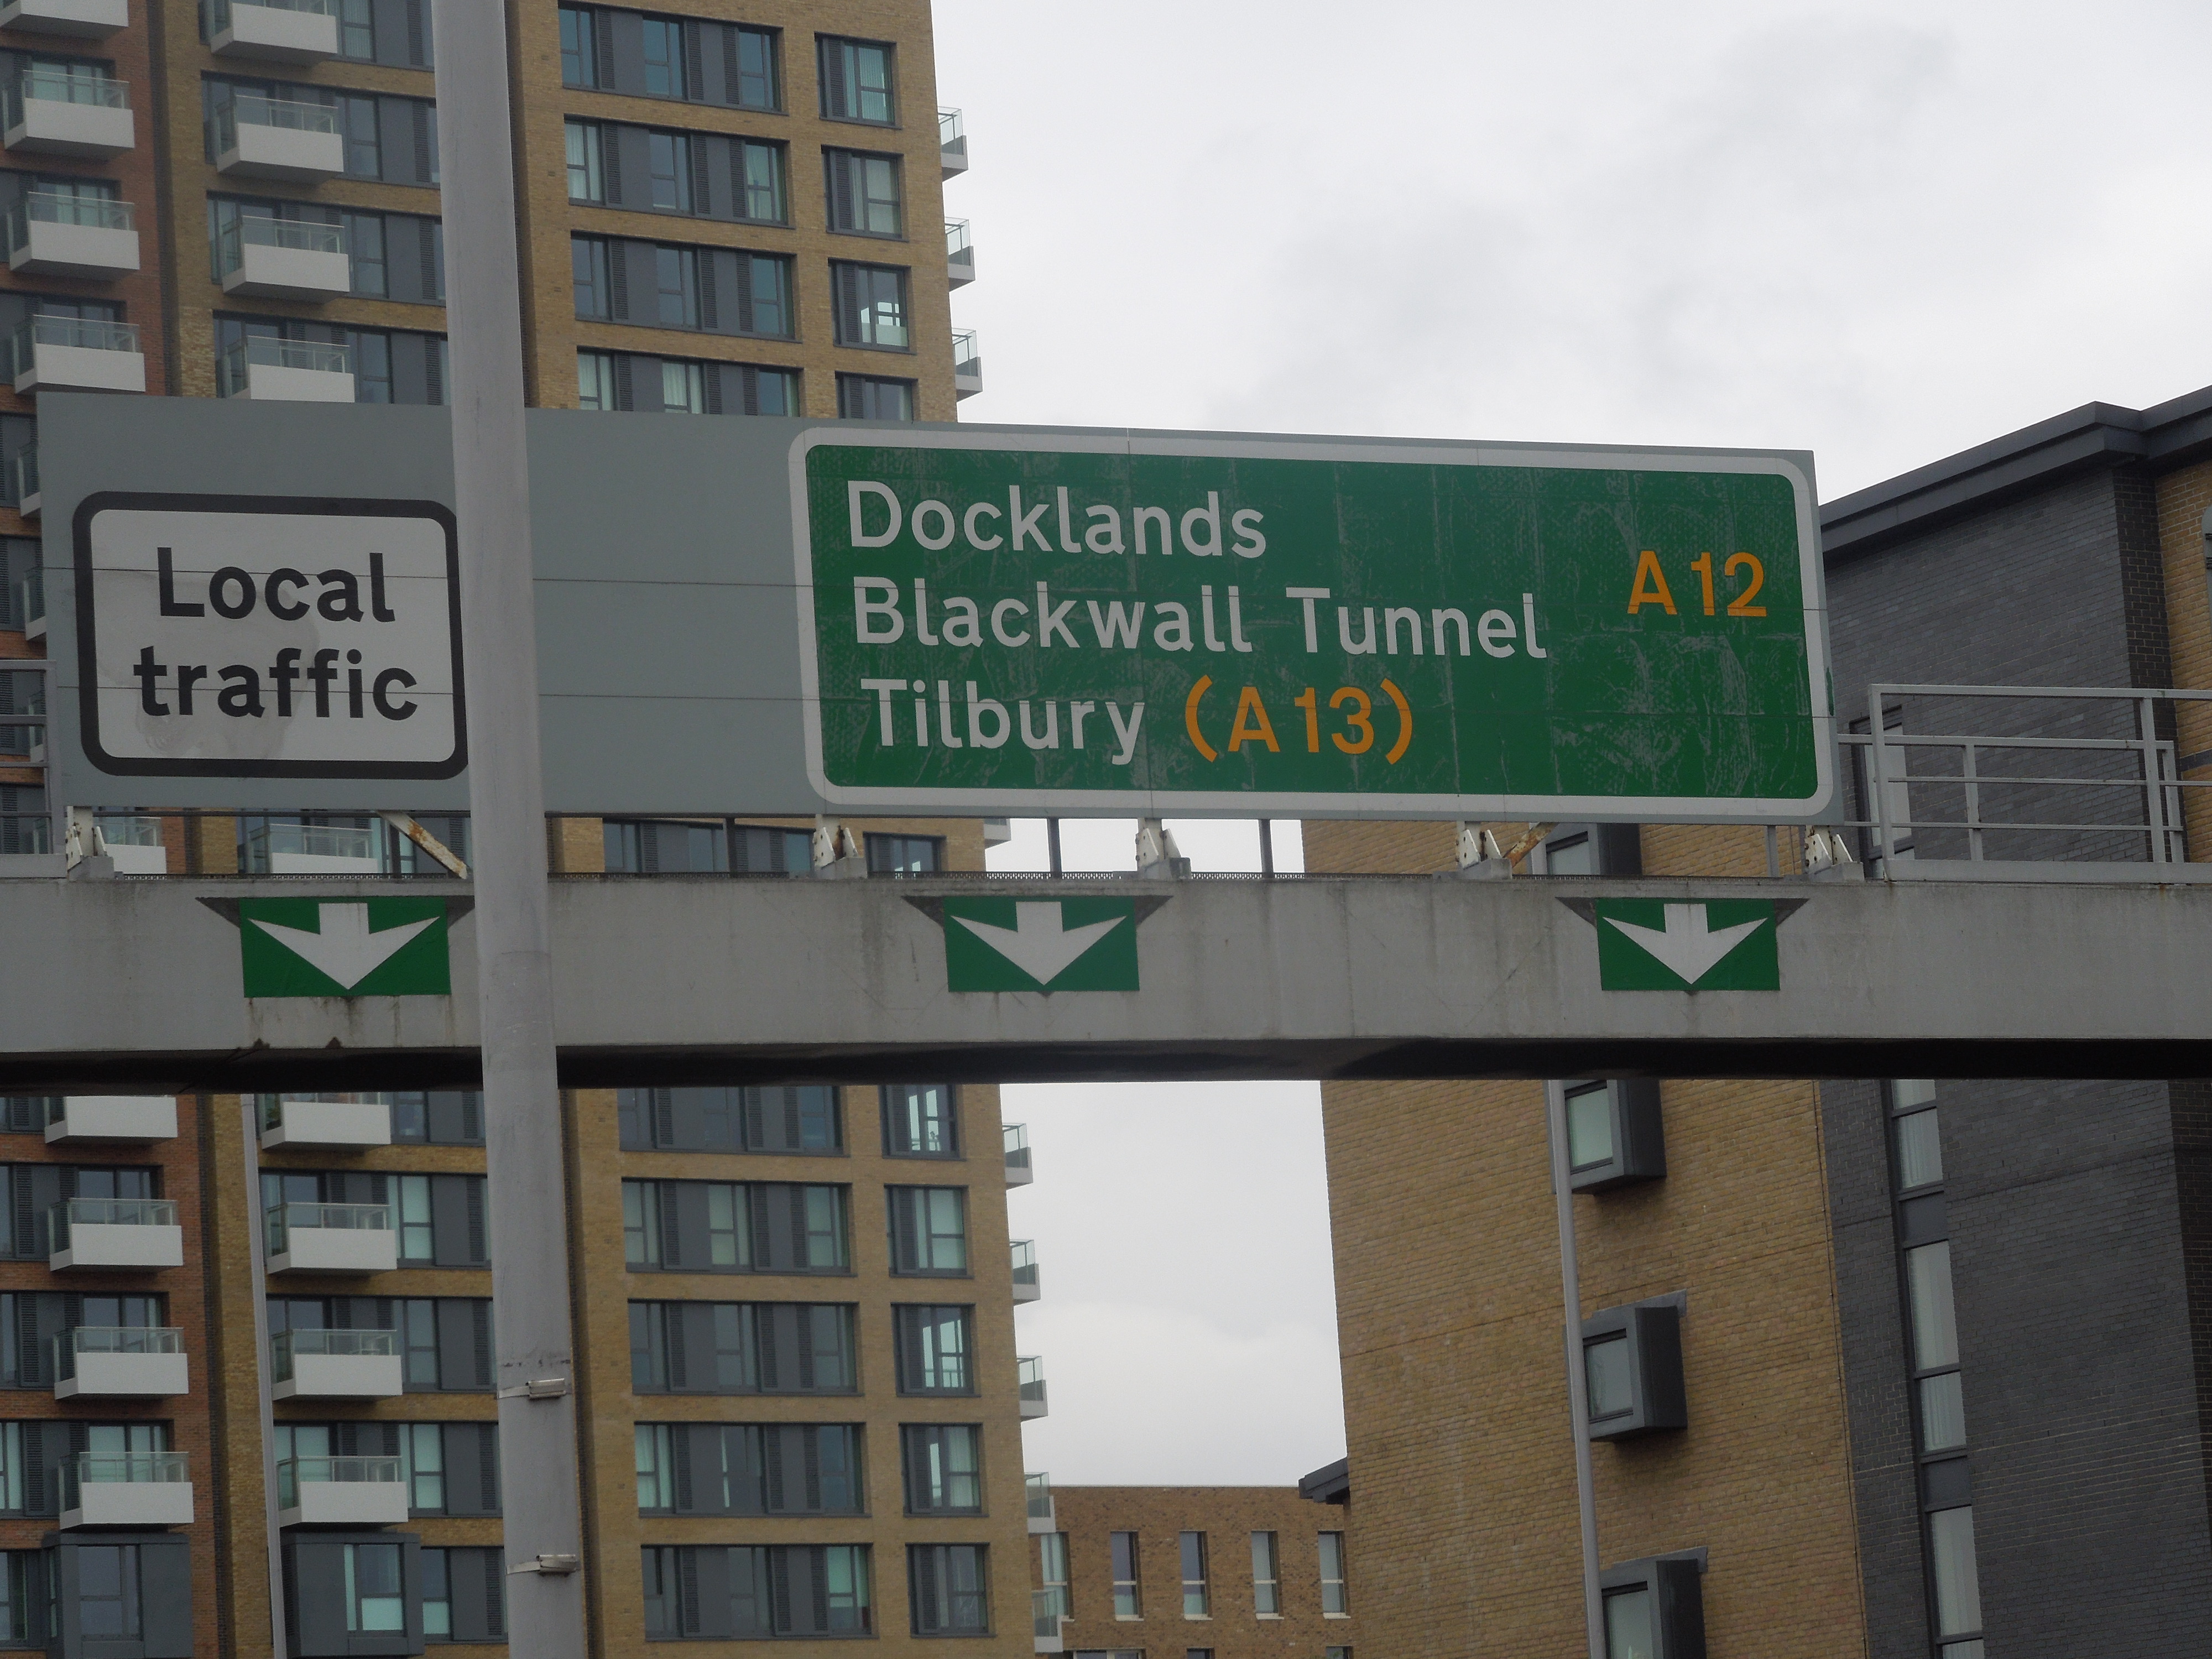 Local
traffic
Docklands
Blackwall Tunnel
A12
Tilbury (A13)